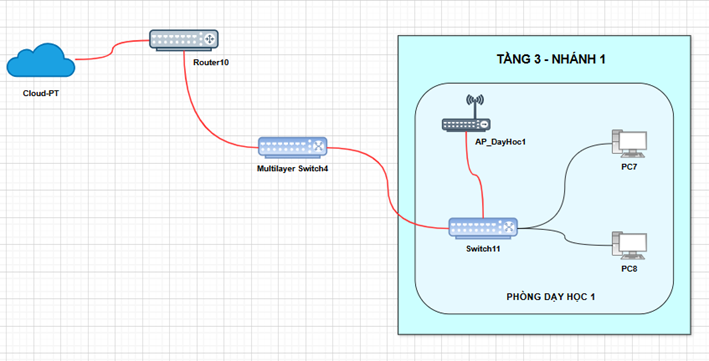 Router10
Cloud-PT
Multilayer Switch4
TẦNG 3 - NHÁNH 1
AP_DayHoc1
PC7
Switch11
PC8
PHÒNG DẠY HỌC 1